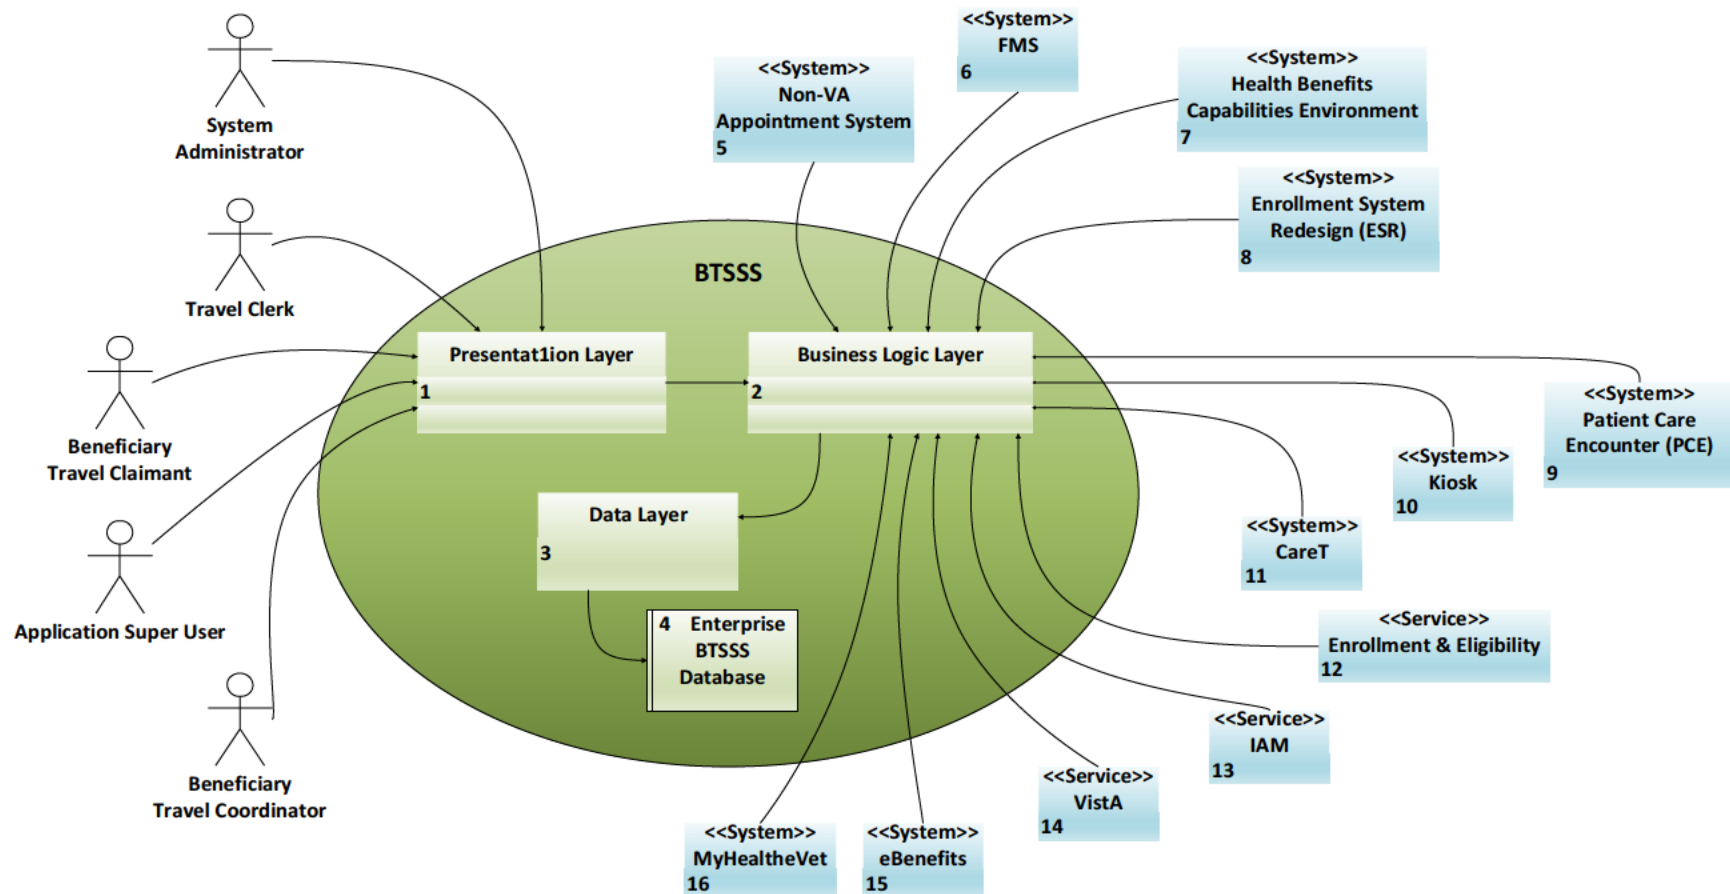 System
Administrator
Travel Clerk
Beneficiary
Travel Claimant
Application Super User
Beneficiary
Travel Coordinator
BTSSS
Presentat1ion Layer
1
Business Logic Layer
2
Data Layer
3
4 Enterprise
BTSSS
Database
<<System>>
Non-VA
Appointment System
5
<<System>>
FMS
6
<<System>>
Health Benefits
Capabilities Environment
7
<<System>>
Enrollment System
Redesign (ESR)
8
<<System>>
Patient Care
Encounter (PCE)
9
<<System>>
Kiosk
10
<<System>>
CareT
11
<<Service>>
Enrollment & Eligibility
12
<<Service>>
IAM
13
<<Service>>
VistA
14
<<System>>
eBenefits
15
<<System>>
MyHealtheVet
16